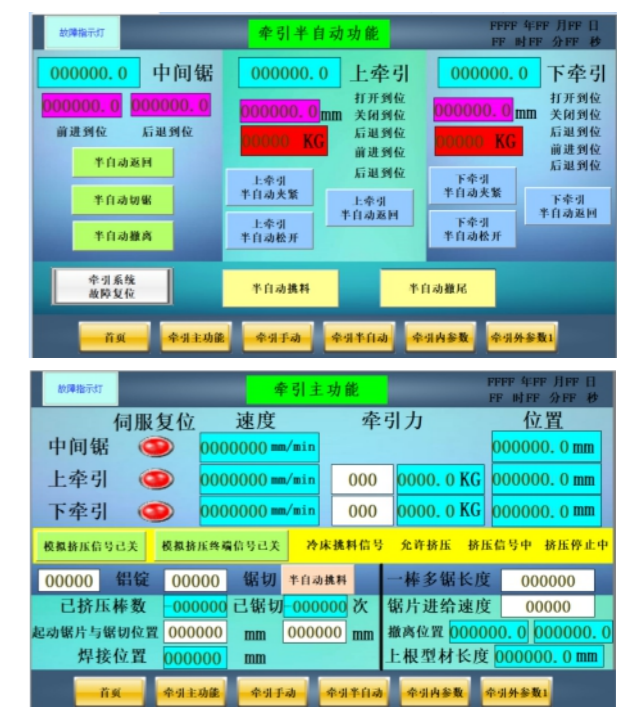 故障指示灯 牵引半自动功能 FFFF 年FF 月FF 日
FF 时FF 分FF 秒
000000.0 中间锯 000000.0 上牵引 000000.0 下牵引
000000.0 000000.0 000000.0 mm 打开到位 000000.0 mm 打开到位
关闭到位 关闭到位
前进到位 后退到位 00000 KG 后退到位 00000 KG 后退到位
前进到位 前进到位
后退到位 后退到位
半自动返回
上牵引
半自动夹紧
下牵引
半自动夹紧
半自动切锯
上牵引
半自动返回
下牵引
半自动返回
半自动撤离
上牵引
半自动松开
下牵引
半自动松开
牵引系统
故障复位
半自动挑料 半自动撤尾
首页 牵引主功能 牵引手动 牵引半自动 牵引内参数 牵引外参数1
故障指示灯 牵引主功能 FFFF 年FF 月FF 日
FF 时FF 分FF 秒
伺服复位 速度 牵引力 位置
中间锯 0000000 mm/min 000000.0 mm
上牵引 0000000 mm/min 000 0000.0 KG 000000.0 mm
下牵引 0000000 mm/min 000 0000.0 KG 000000.0 mm
模拟挤压信号已关 模拟挤压终端信号已关 冷床挑料信号 允许挤压 挤压信号中 挤压停止中
00000 铝锭 00000 锯切 半自动挑料 一棒多锯长度 000000
已挤压棒数 -000000 已锯切 -000000 次 锯片进给速度 00000
起动锯片与锯切位置 000000 mm 000000 mm 撤离位置 000000.0 000000.0
焊接位置 000000 mm 上根型材长度 000000.0 mm
首页 牵引主功能 牵引手动 牵引半自动 牵引内参数 牵引外参数1